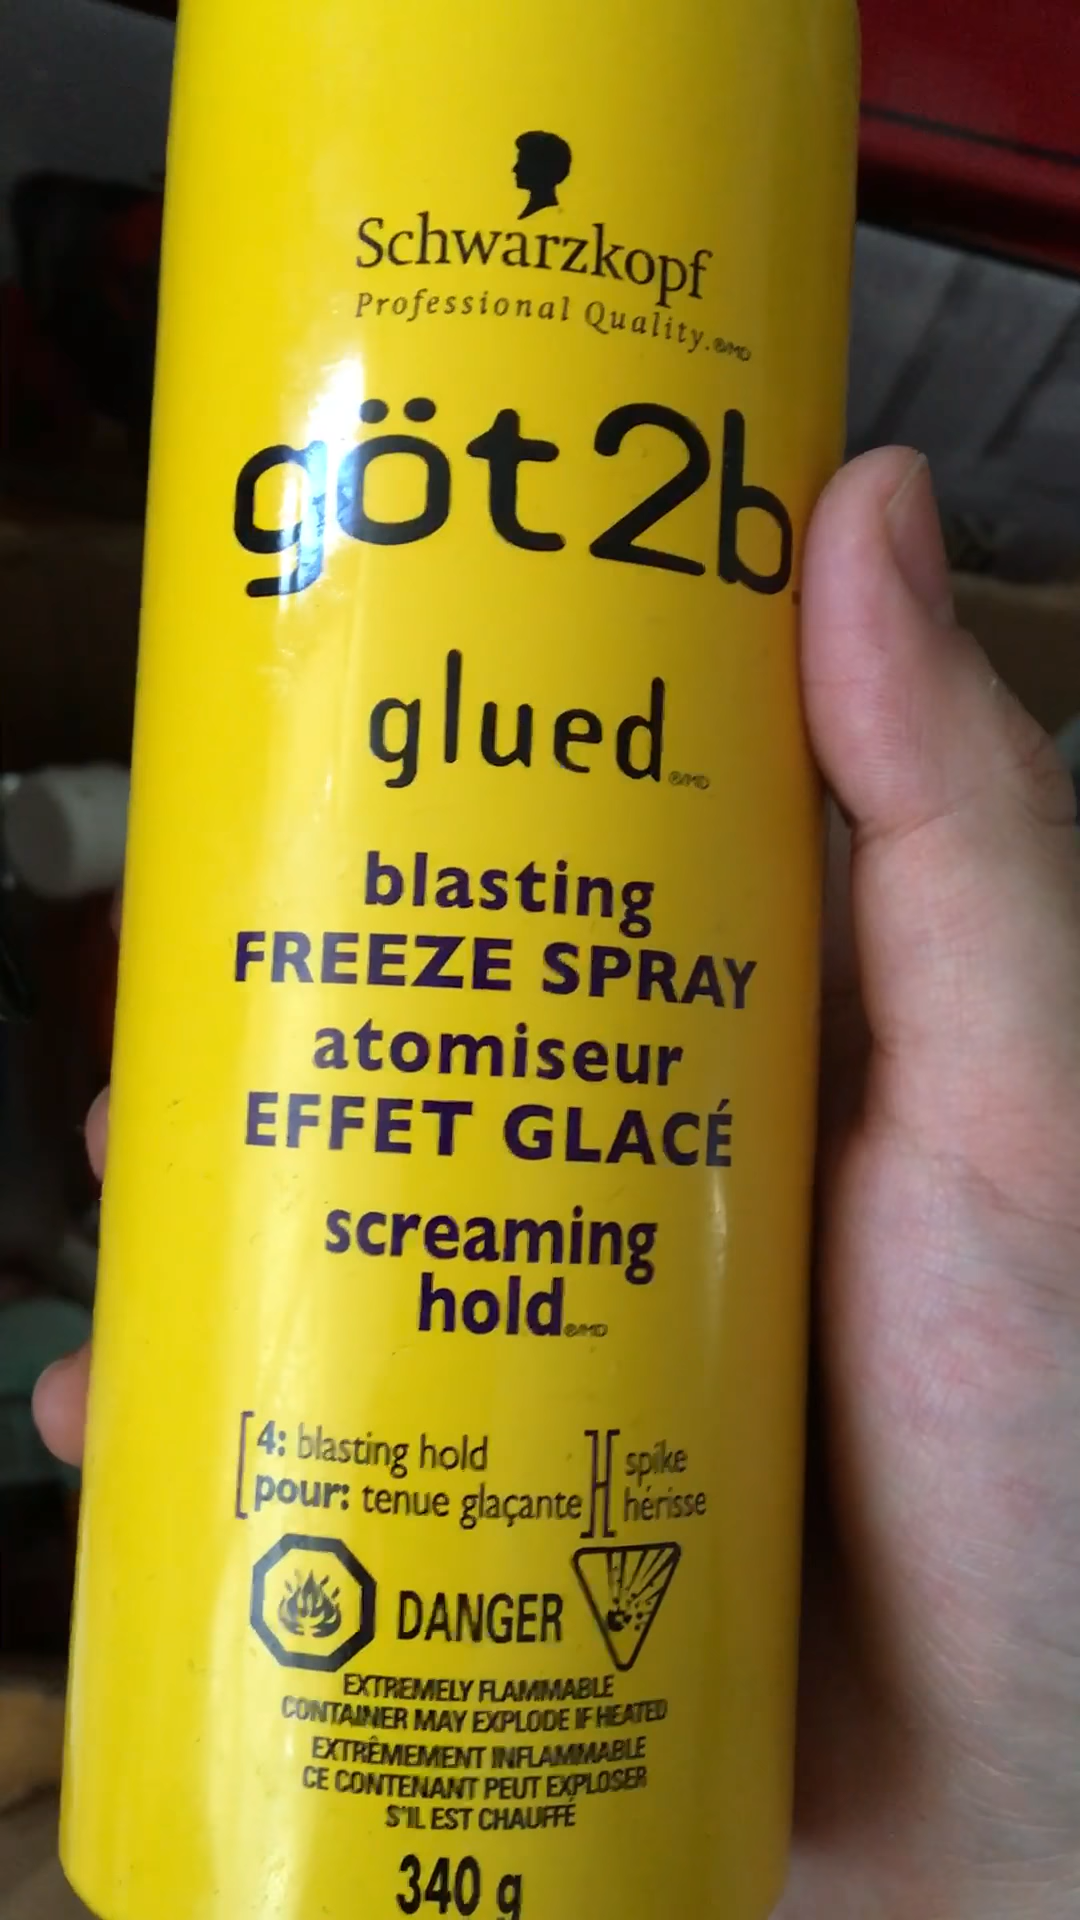 Schwarzkopf
Professional Quality.®/MD
göt2b
glued®/MD
blasting
FREEZE SPRAY
atomiseur
EFFET GLACÉ
screaming
hold®/MD
4: blasting hold
pour: tenue glaçante
spike
hérisse
DANGER
EXTREMELY FLAMMABLE
CONTAINER MAY EXPLODE IF HEATED
EXTRÊMEMENT INFLAMMABLE
CE CONTENANT PEUT EXPLOSER
S'IL EST CHAUFFÉ
340 g